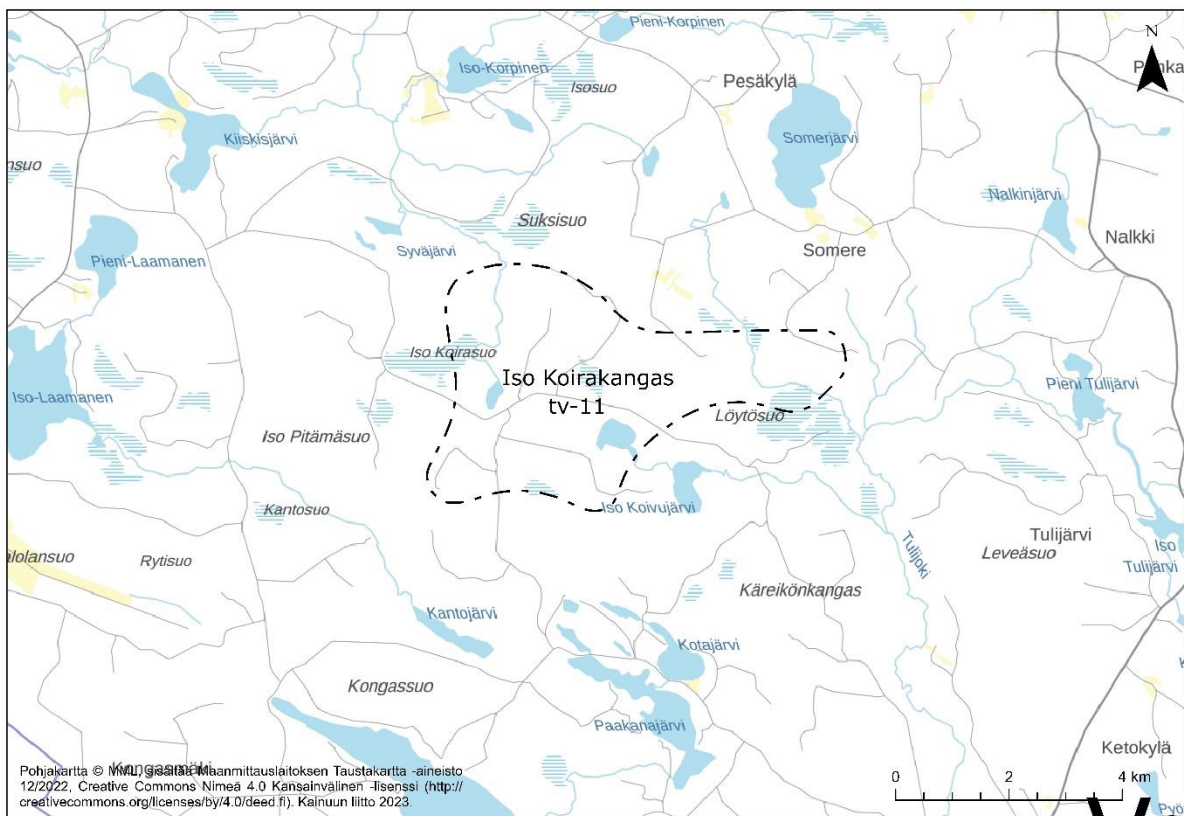 Pieni-Korpinen
N
Iso-Korpinen
Isosuo
Pesäkylä
Kiiskisjärvi
Somerjärvi
nsuo
Nalkinjärvi
Suksisuo
Nalkki
Pieni-Laamanen
Syväjärvi
Somere
Iso Koirasuo
Iso Koirakangas
tv-11
Pieni Tulijärvi
Iso-Laamanen
Löytösuo
Iso Pitämäsuo
Kantosuo
Iso Koivujärvi
Tulijärvi
Leveäsuo
Iso
Tulijärvi
älolansuo
Rytisuo
Tulijoki
Käreikönkangas
Kantojärvi
Kotajärvi
Kongassuo
Paakanajärvi
Ketokylä
Kongasmäki
Pohjakartta © MML, sisältää Maanmittauslaitoksen Taustakartta -aineisto
12/2022, Creative Commons Nimeä 4.0 Kansainvälinen -lisenssi (http://
creativecommons.org/licenses/by/4.0/deed.fi). Kainuun liitto 2023.
0 2 4 km
Pyö